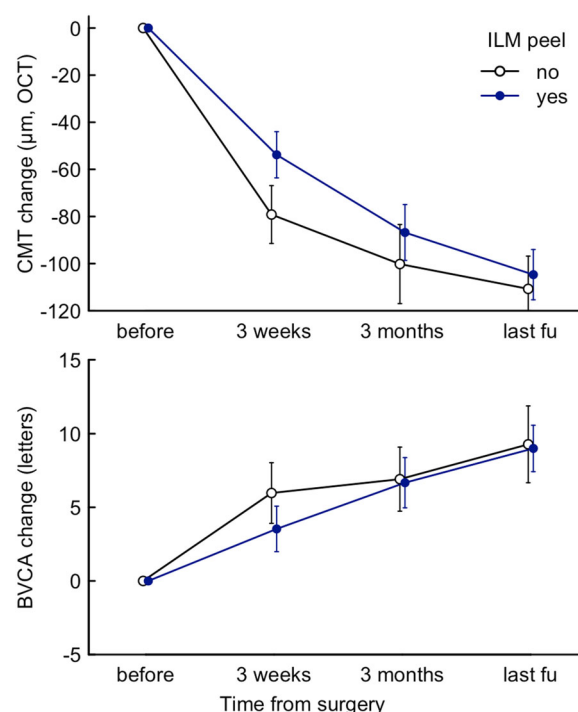 ILM peel
no
yes
CMT change (µm, OCT)
0
-20
-40
-60
-80
-100
-120
before 3 weeks 3 months last fu
BVCA change (letters)
15
10
5
0
-5
before 3 weeks 3 months last fu
Time from surgery